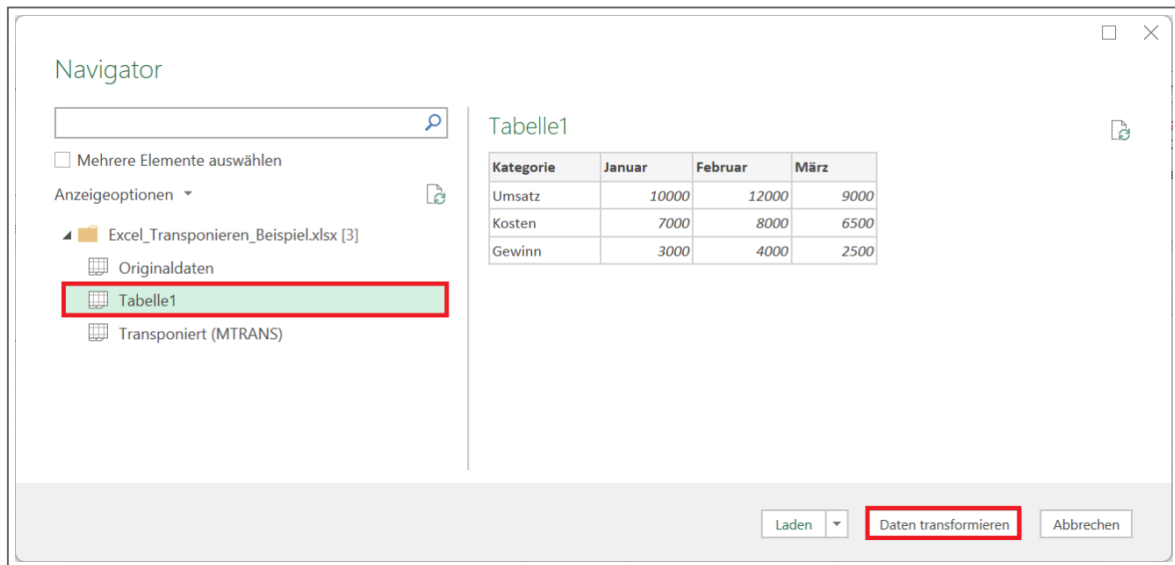 Navigator
Mehrere Elemente auswählen
Anzeigeoptionen
Excel_Transponieren_Beispiel.xlsx [3]
Originaldaten
Tabelle1
Transponiert (MTRANS)
Tabelle1
Kategorie Januar Februar März
Umsatz 10000 12000 9000
Kosten 7000 8000 6500
Gewinn 3000 4000 2500
Laden Daten transformieren Abbrechen